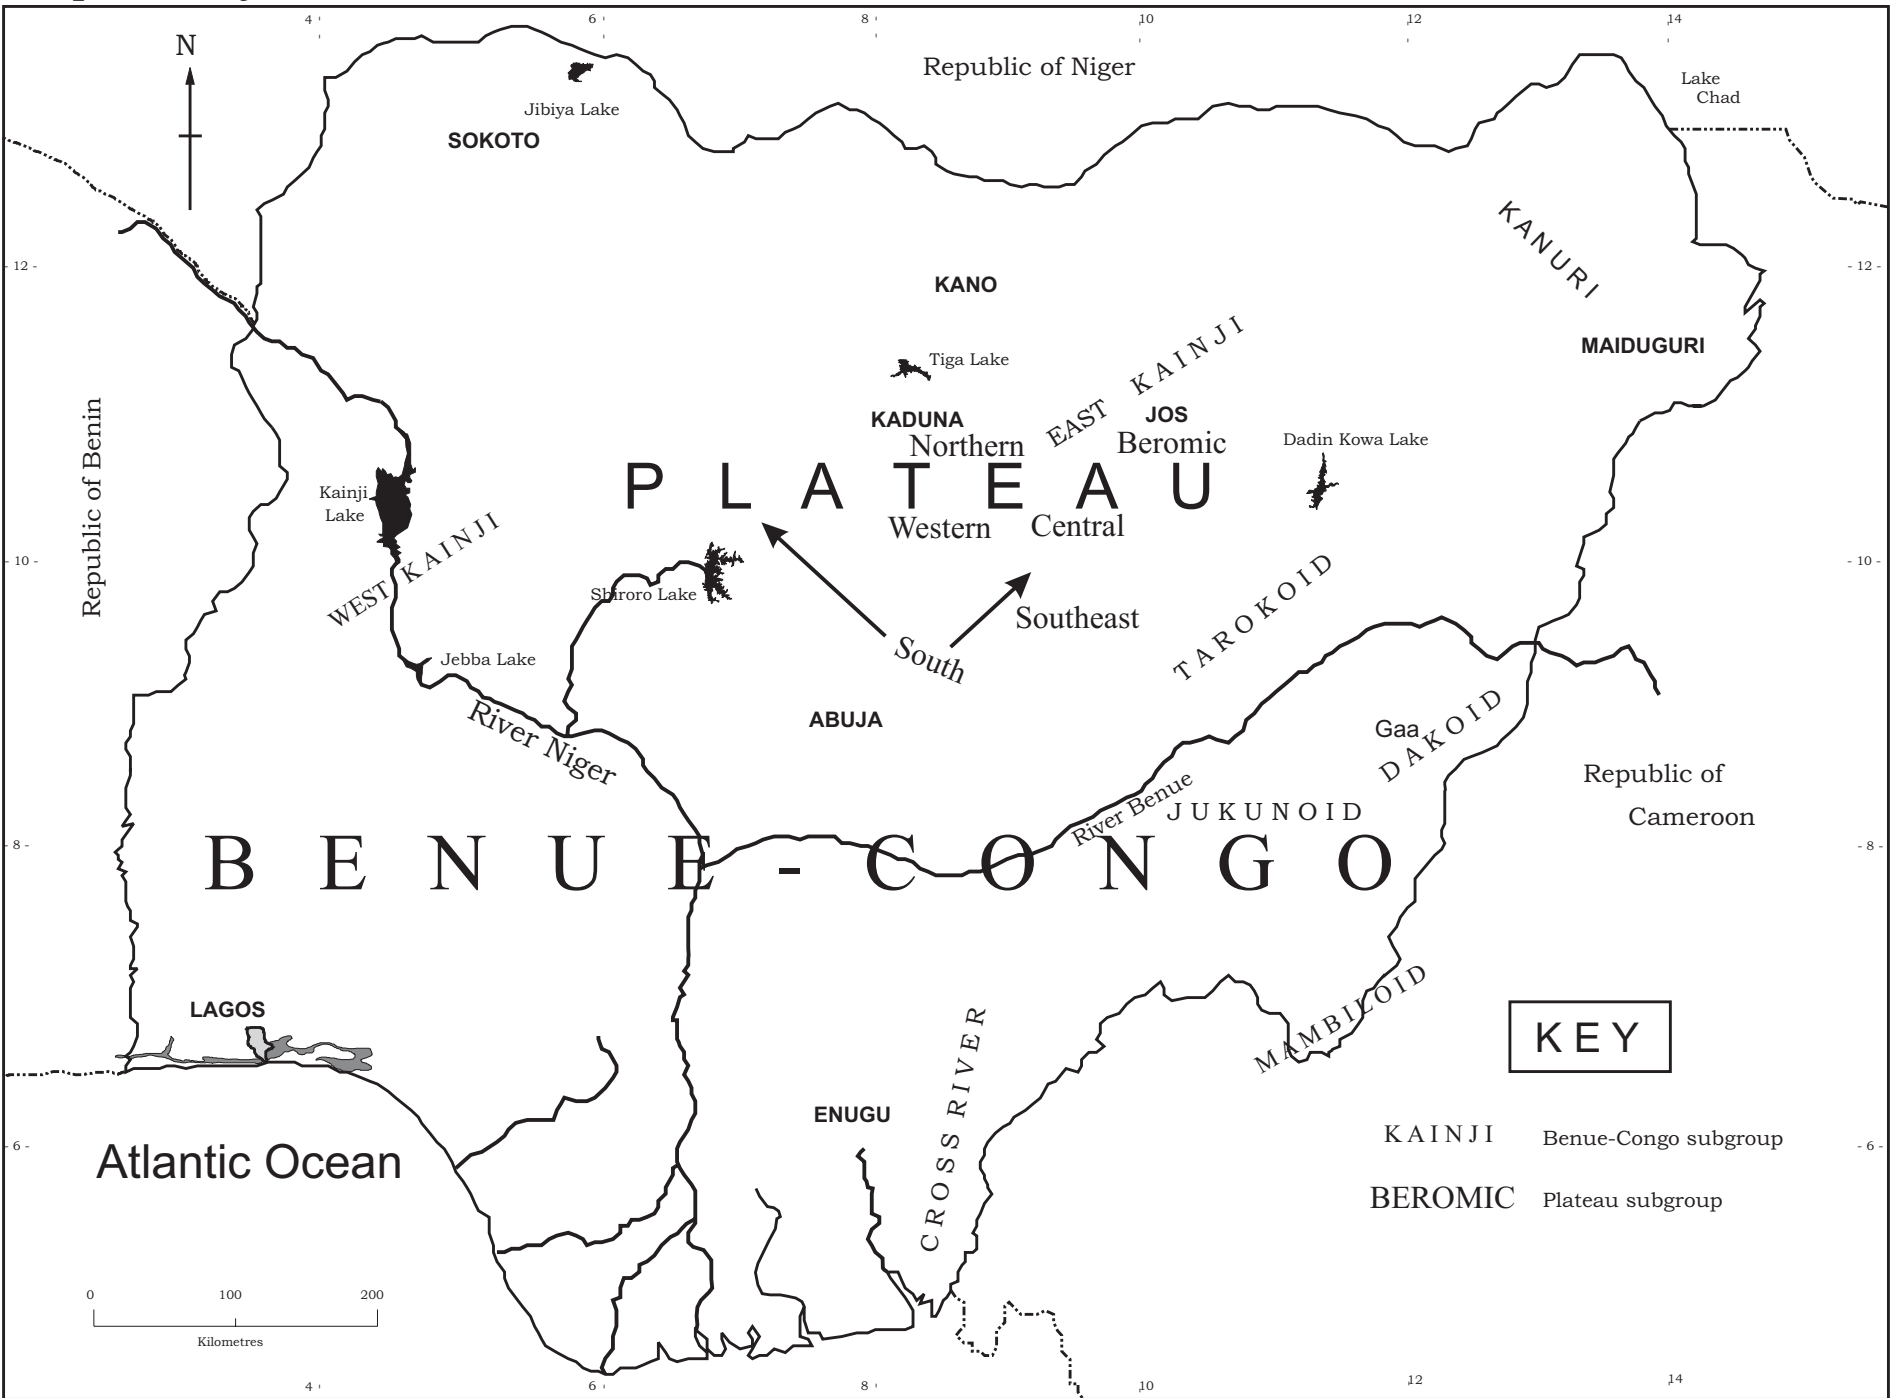 4
6
8
10
12
14
N
Republic of Niger
Lake
Chad
Jibiya Lake
SOKOTO
KANURI
- 12 -
- 12 -
KANO
EAST KAINJI
MAIDUGURI
Tiga Lake
KADUNA
JOS
Northern
Beromic
Dadin Kowa Lake
Republic of Benin
Kainji
Lake
PLATEAU
Western
Central
WEST KAINJI
- 10 -
- 10 -
Shiroro Lake
Southeast
TAROKOID
South
Jebba Lake
River Niger
ABUJA
Gaa
DAKOID
Republic of
Cameroon
River Benue
JUKUNOID
- 8 -
- 8 -
BENUE-CONGO
LAGOS
MAMBILOID
CROSS RIVER
KEY
ENUGU
KAINJI Benue-Congo subgroup
- 6 -
- 6 -
Atlantic Ocean
BEROMIC Plateau subgroup
0 100 200
Kilometres
4
6
8
10
12
14